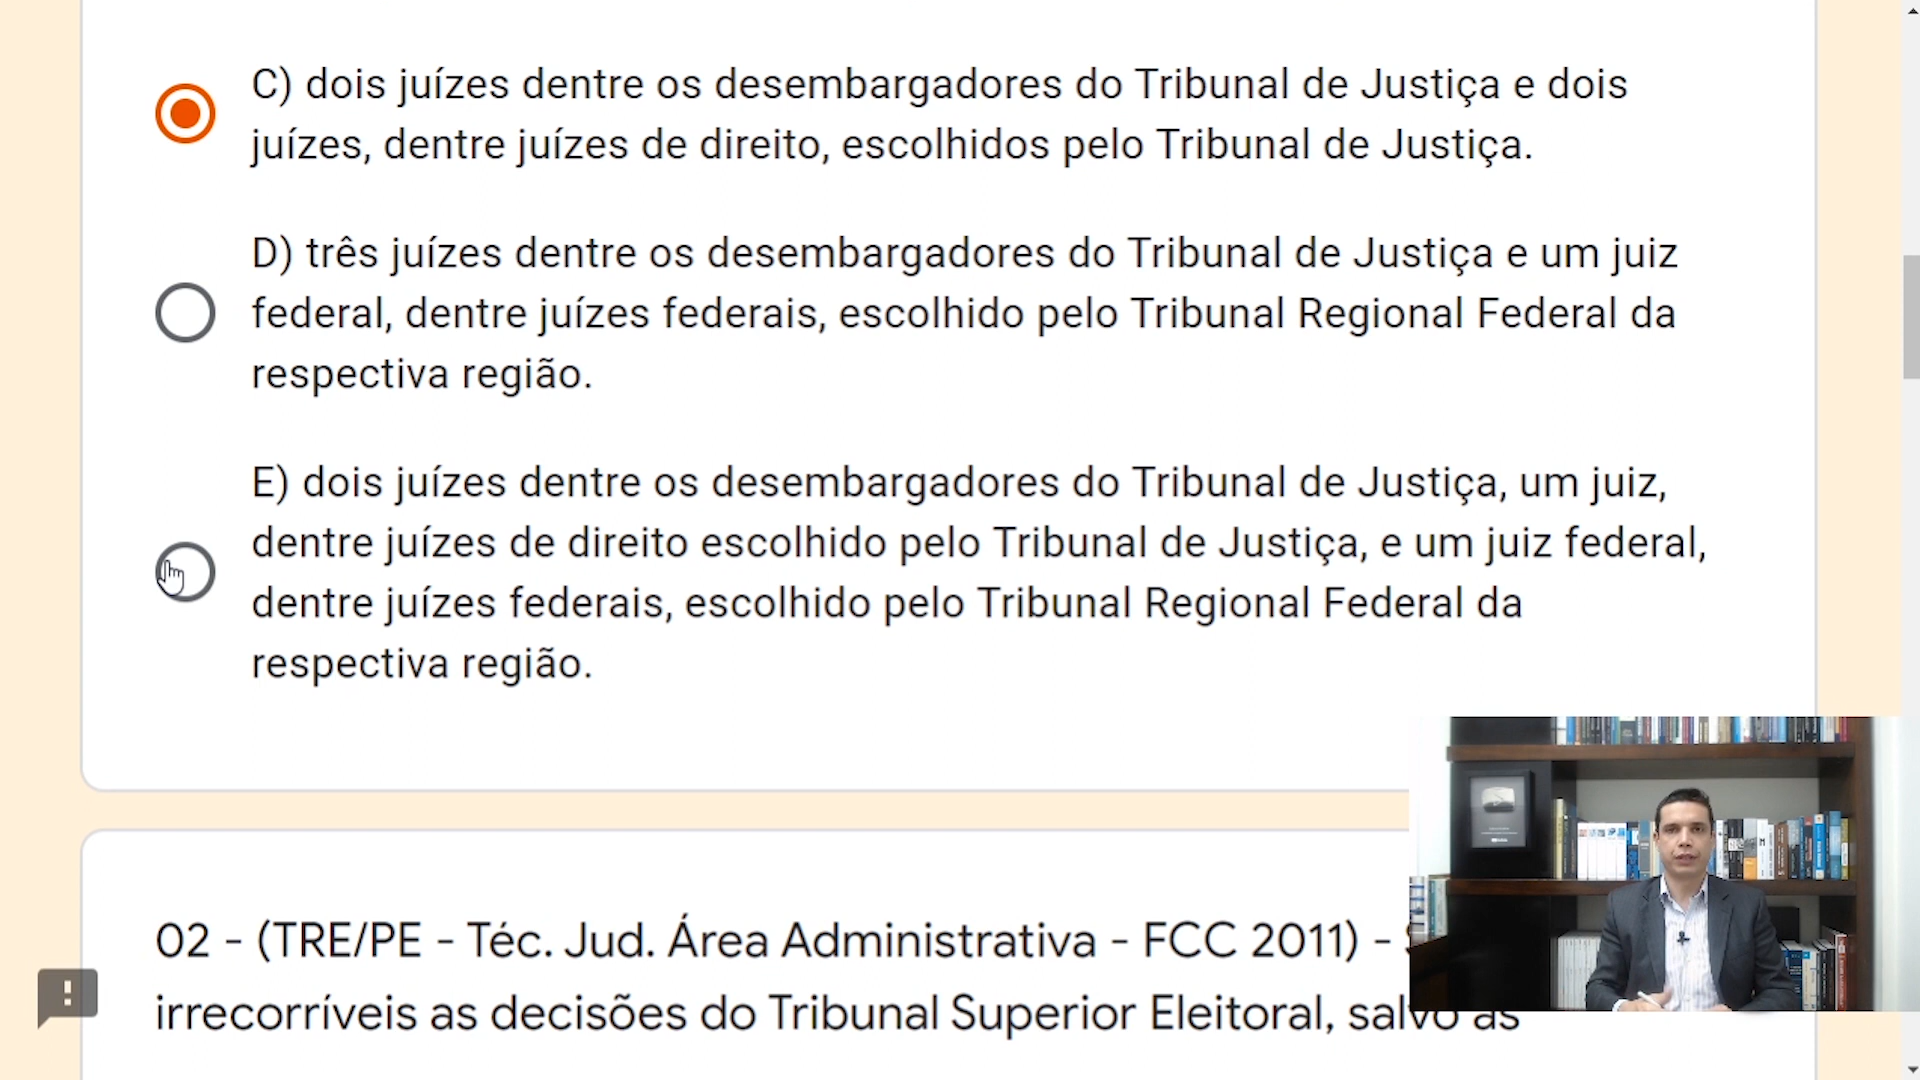 C) dois juízes dentre os desembargadores do Tribunal de Justiça e dois
juízes, dentre juízes de direito, escolhidos pelo Tribunal de Justiça.
D) três juízes dentre os desembargadores do Tribunal de Justiça e um juiz
federal, dentre juízes federais, escolhido pelo Tribunal Regional Federal da
respectiva região.
E) dois juízes dentre os desembargadores do Tribunal de Justiça, um juiz,
dentre juízes de direito escolhido pelo Tribunal de Justiça, e um juiz federal,
dentre juízes federais, escolhido pelo Tribunal Regional Federal da
respectiva região.
02 - (TRE/PE - Téc. Jud. Área Administrativa - FCC 2011) -
irrecorríveis as decisões do Tribunal Superior Eleitoral, salvo as